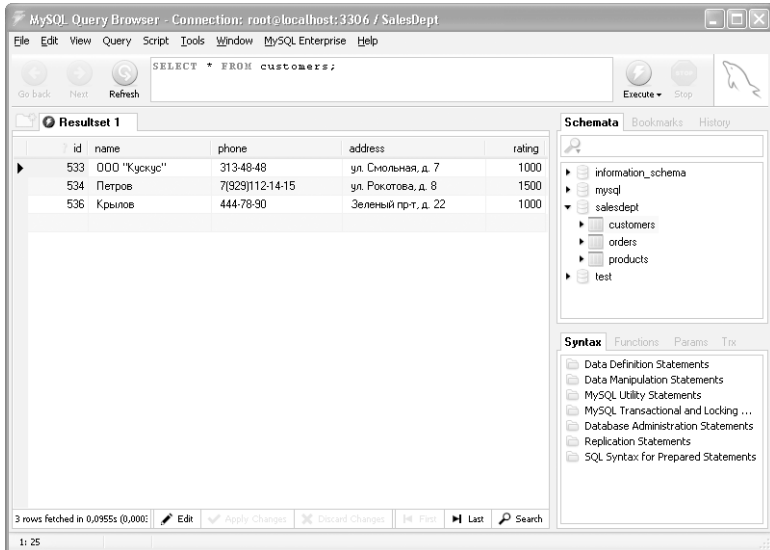 MySQL Query Browser - Connection: root@localhost:3306 / SalesDept
File Edit View Query Script Tools Window MySQL Enterprise Help
SELECT * FROM customers;
Go back Next Refresh Execute Stop
Resultset 1
id name phone address rating
533 ООО "Кускус" 313-48-48 ул. Смольная, д. 7 1000
534 Петров 7(929)112-14-15 ул. Рокотова, д. 8 1500
536 Крылов 444-78-90 Зеленый пр-т, д. 22 1000
Schemata Bookmarks History
information_schema
mysql
salesdept
customers
orders
products
test
Syntax Functions Params Trx
Data Definition Statements
Data Manipulation Statements
MySQL Utility Statements
MySQL Transactional and Locking ...
Database Administration Statements
Replication Statements
SQL Syntax for Prepared Statements
3 rows fetched in 0,0955s (0,000 Edit Apply Changes Discard Changes First Last Search
1: 25